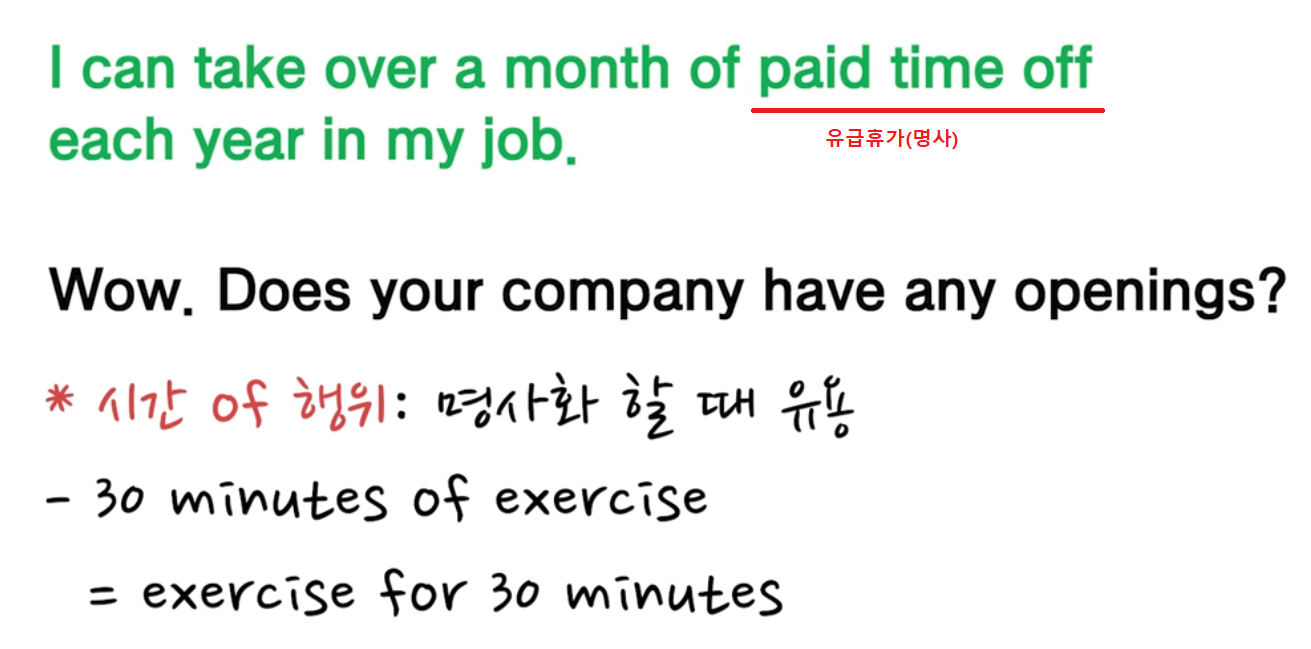 I can take over a month of paid time off
each year in my job.
유급휴가(명사)
Wow. Does your company have any openings?
* 시간 of 행위: 명사화 할 때 유용
- 30 minutes of exercise
= exercise for 30 minutes